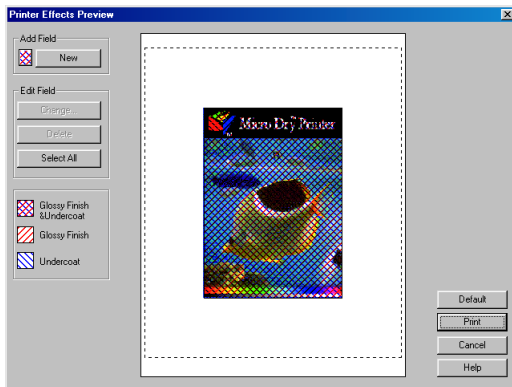 Printer Effects Preview
Add Field
New
Edit Field
Change...
Delete
Select All
Glossy Finish
&Undercoat
Glossy Finish
Undercoat
Micro Dry Printer
Default
Print
Cancel
Help